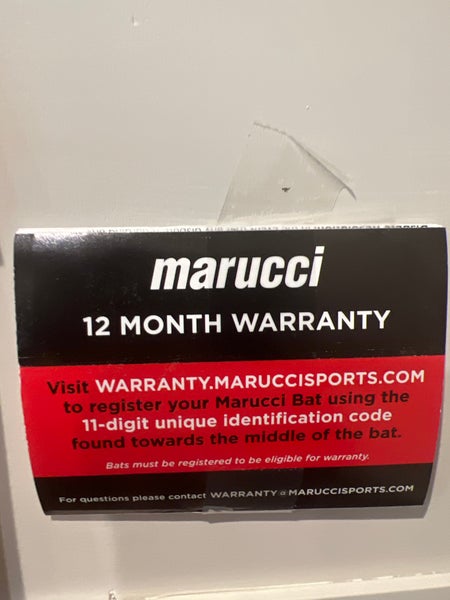 marucci
12 MONTH WARRANTY
Visit WARRANTY.MARUCCISPORTS.COM
to register your Marucci Bat using the
11-digit unique identification code
found towards the middle of the bat.
Bats must be registered to be eligible for warranty.
For questions please contact WARRANTY@MARUCCISPORTS.COM